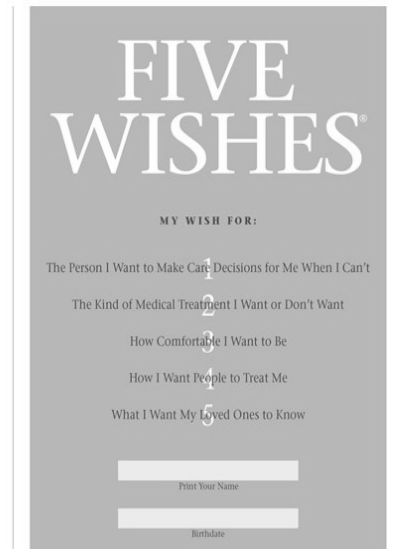 FIVE
WISHES®
MY WISH FOR:
1
The Person I Want to Make Care Decisions for Me When I Can't
2
The Kind of Medical Treatment I Want or Don't Want
3
How Comfortable I Want to Be
4
How I Want People to Treat Me
5
What I Want My Loved Ones to Know
Print Your Name
Birthdate